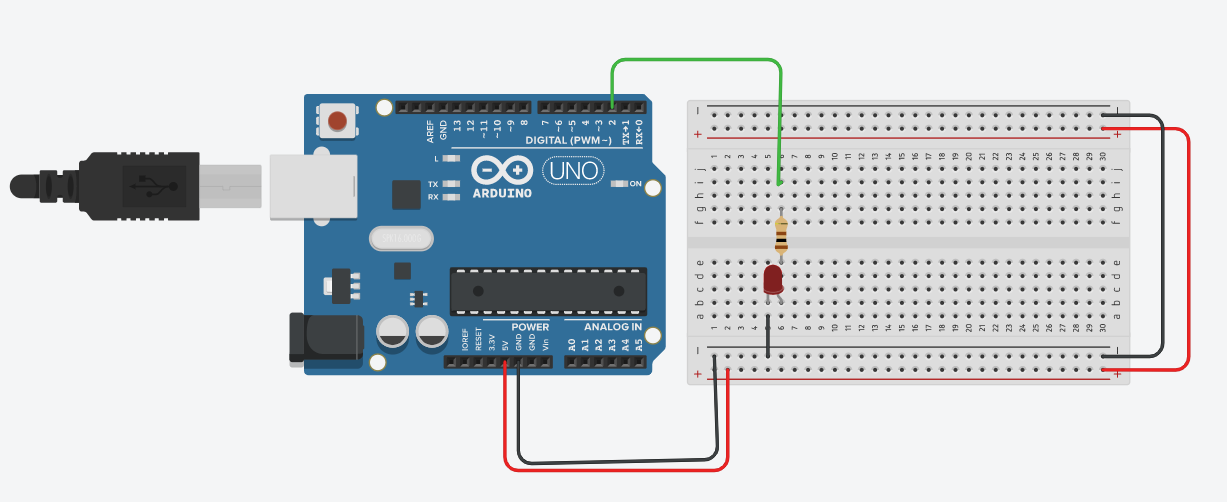 AREF
GND
13
12
~11
~10
~9
8
7
~6
~5
4
~3
2
TX→1
RX←0
DIGITAL (PWM~)
L
TX
RX
ARDUINO
UNO
ON
POWER
ANALOG IN
IOREF
RESET
3.3V
5V
GND
GND
Vin
A0
A1
A2
A3
A4
A5
1 2 3 4 5 6 7 8 9 10 11 12 13 14 15 16 17 18 19 20 21 22 23 24 25 26 27 28 29 30
j j
i i
h h
g g
f f
e e
d d
c c
b b
a a
1 2 3 4 5 6 7 8 9 10 11 12 13 14 15 16 17 18 19 20 21 22 23 24 25 26 27 28 29 30